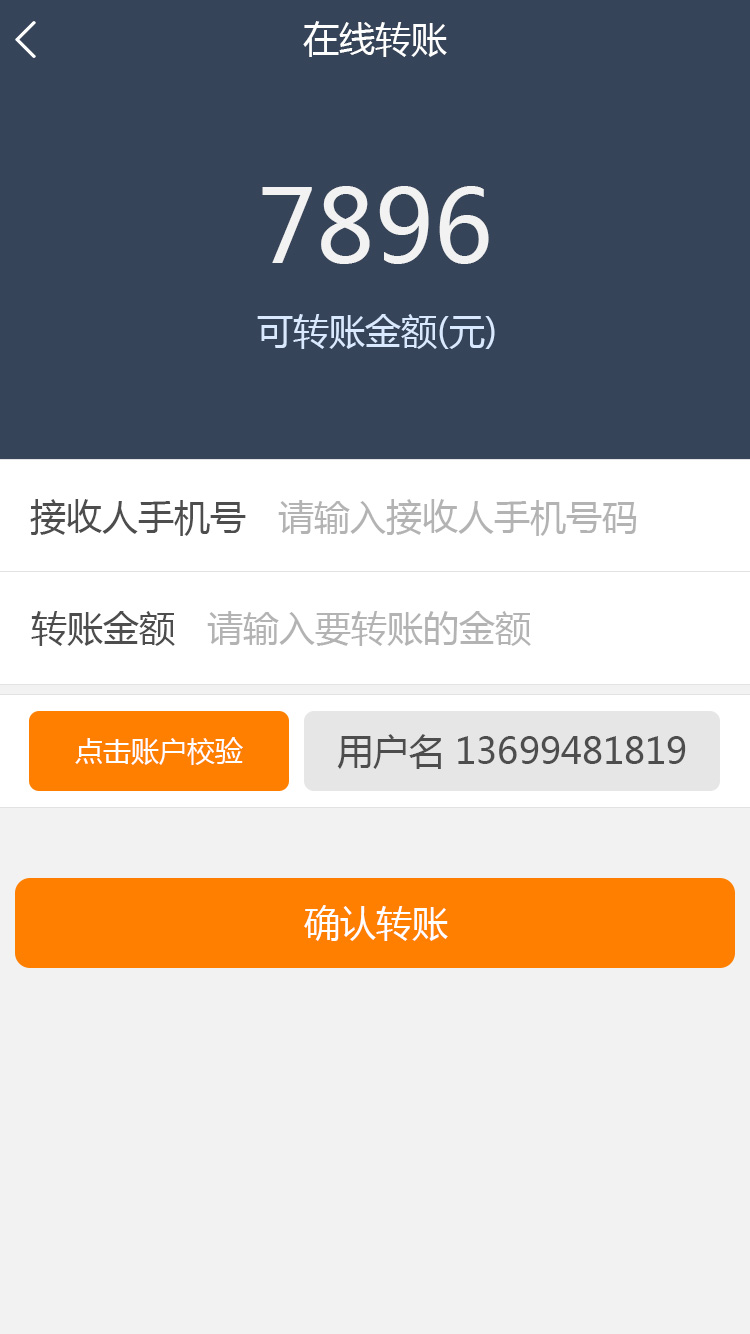 在线转账
7896
可转账金额(元)
接收人手机号 请输入接收人手机号码
转账金额 请输入要转账的金额
点击账户校验 用户名 13699481819
确认转账